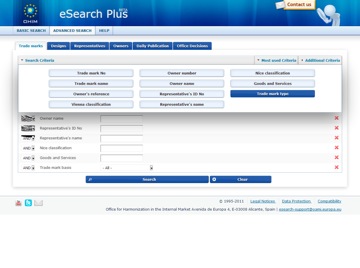 Contact us
OHIM
eSearch Plus
BETA
BASIC SEARCH
ADVANCED SEARCH
HELP
Trade marks
Designs
Representatives
Owners
Daily Publication
Office Decisions
Search Criteria
Most used Criteria
Additional Criteria
Trade mark No
Owner number
Nice classification
Trade mark name
Owner name
Goods and Services
Owner's reference
Representative's ID No
Trade mark type
Vienna classification
Representative's name
Owner name
Representative's ID No
Representative's name
AND Nice classification
AND Goods and Services
AND Trade mark basis
- All -
Search
Clear
© 1995-2011 Legal Notices Data Protection Compatibility
Office for Harmonization in the Internal Market Avenida de Europa 4, E-03008 Alicante, Spain | esearch-support@oami.europa.eu